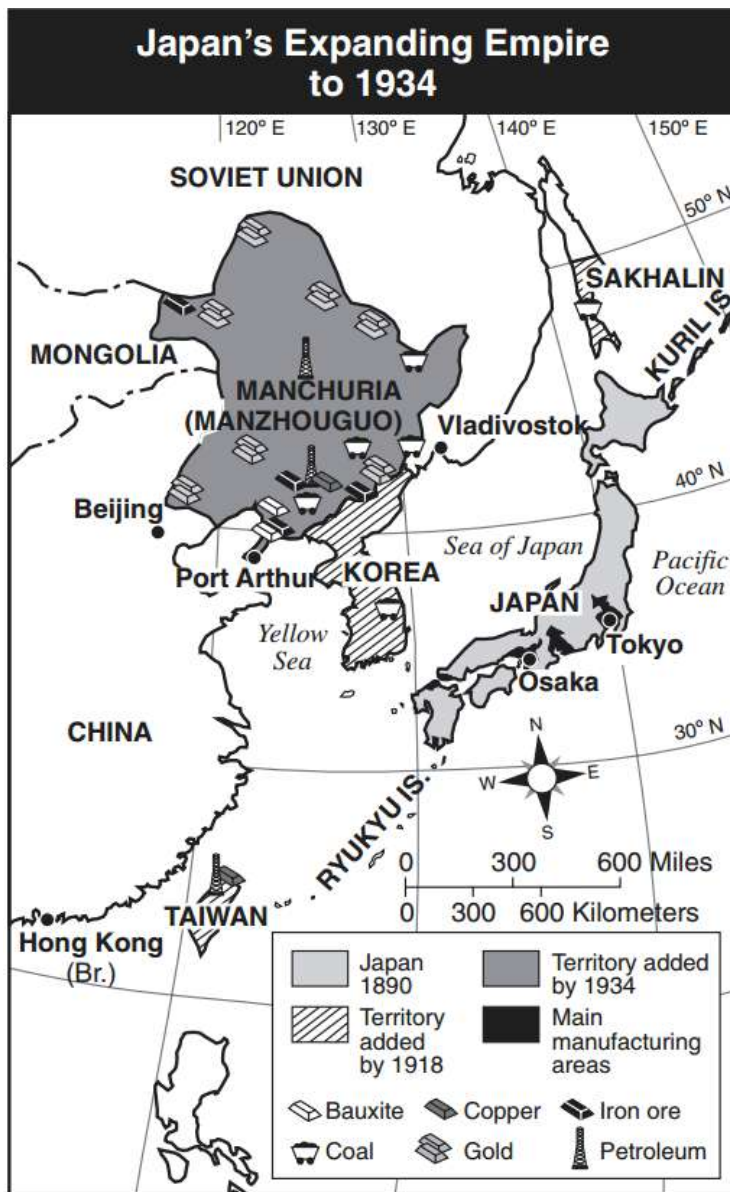 Japan's Expanding Empire
to 1934
120° E
130° E
140° E
150° E
SOVIET UNION
50° N
SAKHALIN
KURIL IS.
MONGOLIA
MANCHURIA
(MANZHOUGUO)
Vladivostok
40° N
Beijing
Sea of Japan
Pacific
Ocean
Port Arthur
KOREA
JAPAN
Yellow
Sea
Tokyo
Osaka
CHINA
30° N
N
W
E
S
RYUKYU IS.
0 300 600 Miles
0 300 600 Kilometers
TAIWAN
Hong Kong
(Br.)
Japan
1890
Territory added
by 1934
Territory
added
by 1918
Main
manufacturing
areas
Bauxite
Copper
Iron ore
Coal
Gold
Petroleum